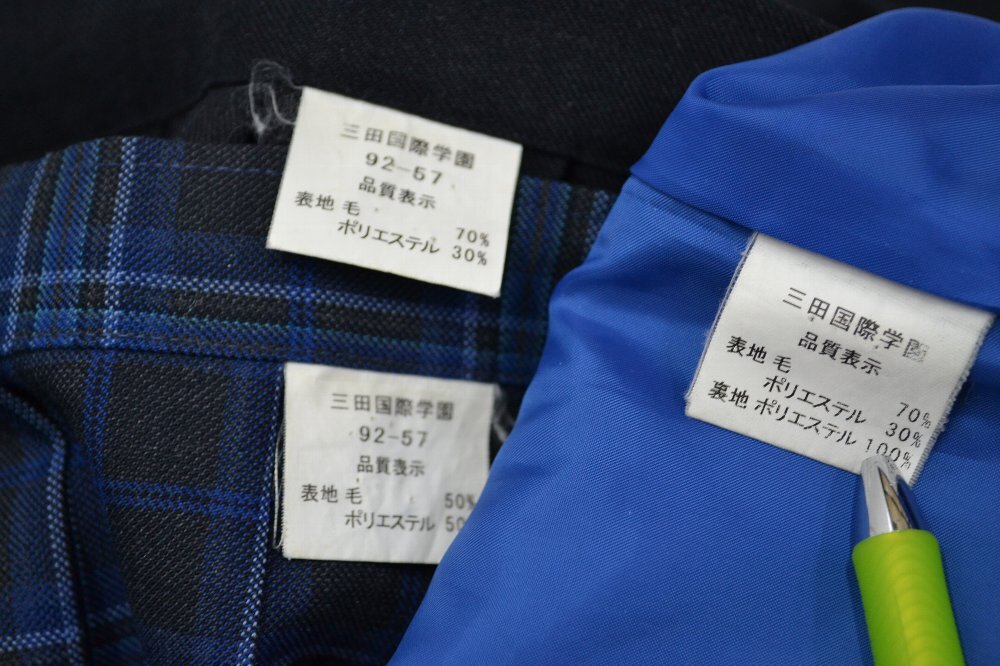 三田国際学園
92-57
品質表示
表地 毛 70%
ポリエステル 30%
三田国際学園
92-57
品質表示
表地 毛 50%
ポリエステル 50
三田国際学園
品質表示
表地 毛 70%
ポリエステル 30%
裏地 ポリエステル 100%